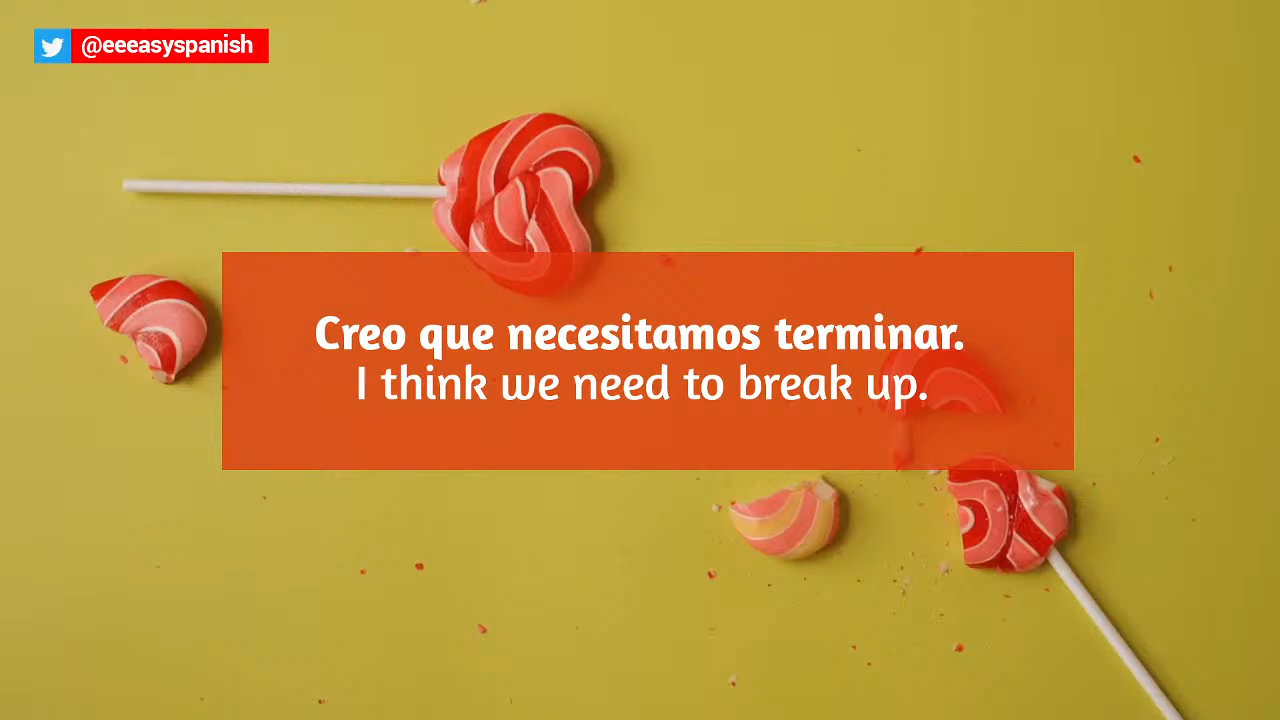 @eeeasyspanish
Creo que necesitamos terminar.
I think we need to break up.